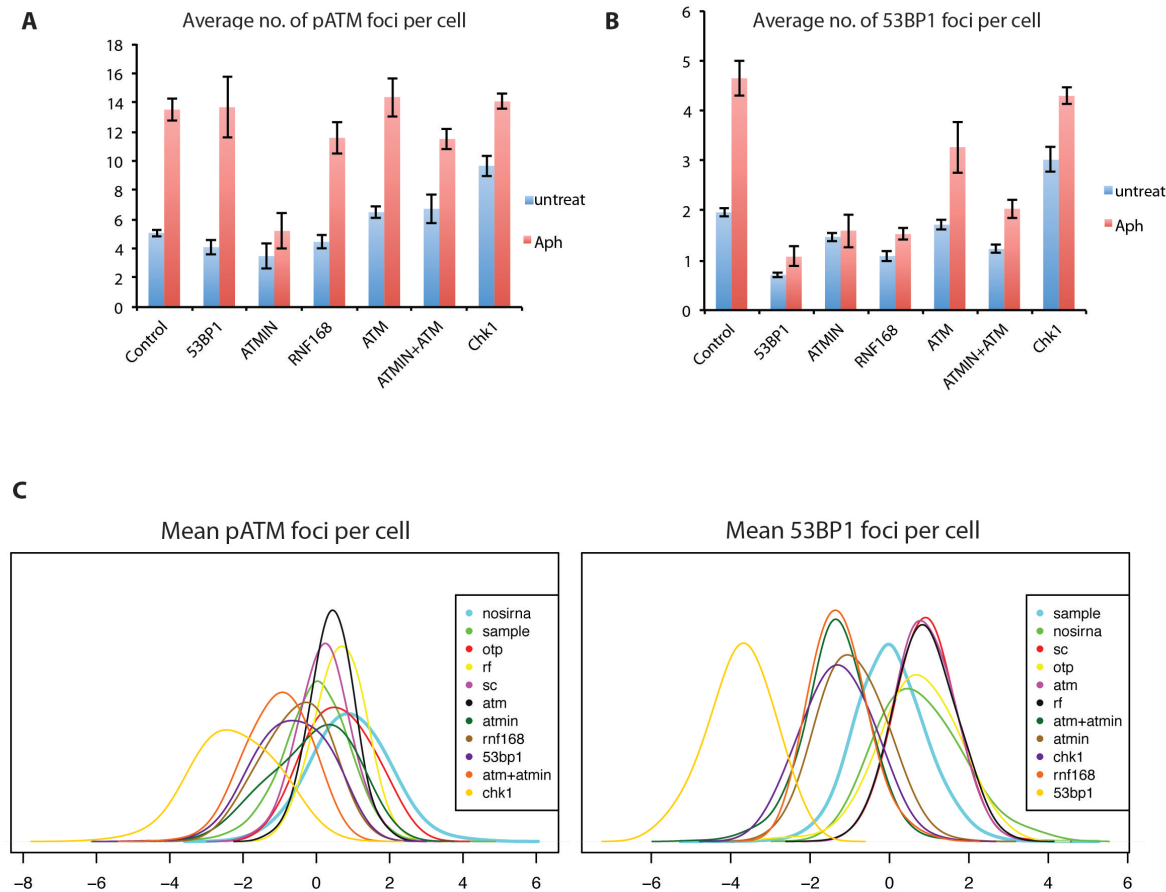 A
Average no. of pATM foci per cell
18
16
14
12
10
8
6
4
2
0
Control
53BP1
ATMIN
RNF168
ATM
ATMIN+ATM
Chk1
untreat
Aph
B
Average no. of 53BP1 foci per cell
6
5
4
3
2
1
0
Control
53BP1
ATMIN
RNF168
ATM
ATMIN+ATM
Chk1
untreat
Aph
C
Mean pATM foci per cell
nosirna
sample
otp
rf
sc
atm
atmin
rnf168
53bp1
atm+atmin
chk1
−8 −6 −4 −2 0 2 4 6
Mean 53BP1 foci per cell
sample
nosirna
sc
otp
atm
rf
atm+atmin
atmin
chk1
rnf168
53bp1
−6 −4 −2 0 2 4 6